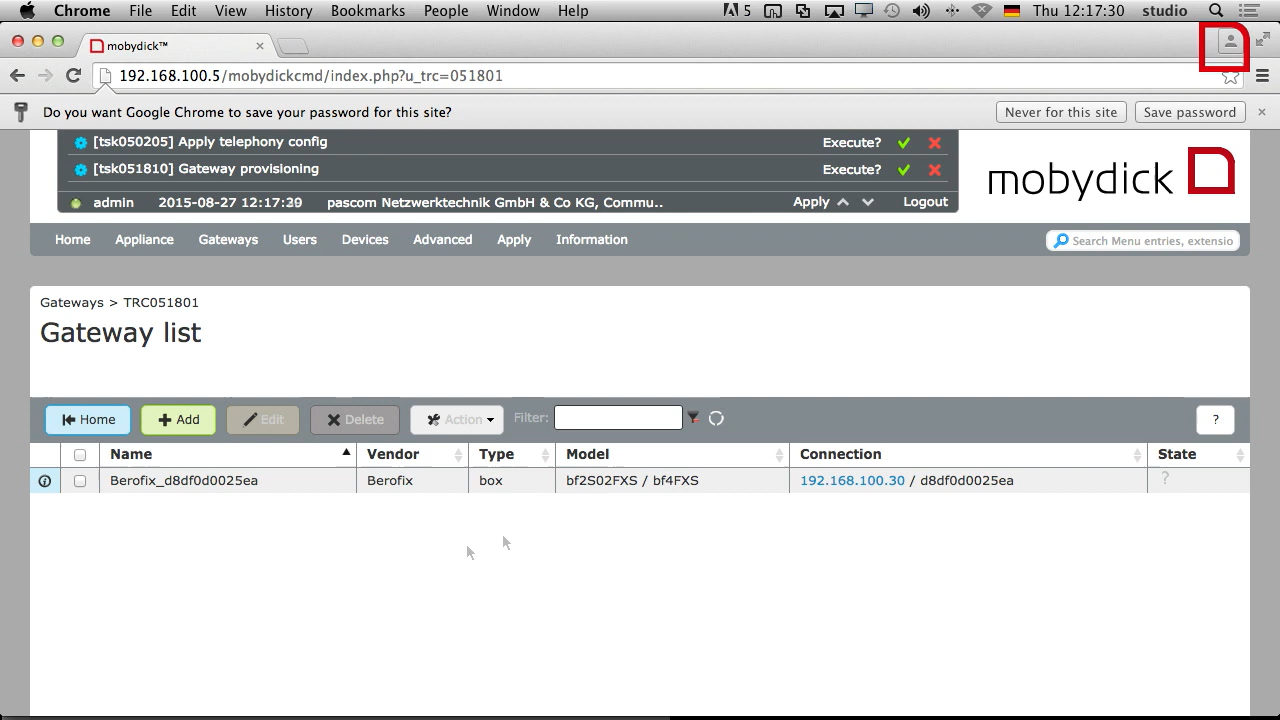 Chrome File Edit View History Bookmarks People Window Help 5 Thu 12:17:30 studio
mobydick™
192.168.100.5/mobydickcmd/index.php?u_trc=051801
Do you want Google Chrome to save your password for this site? Never for this site Save password
[tsk050205] Apply telephony config Execute?
[tsk051810] Gateway provisioning Execute?
admin 2015-08-27 12:17:29 pascom Netzwerktechnik GmbH & Co KG, Commu.. Apply Logout
mobydick
Home Appliance Gateways Users Devices Advanced Apply Information Search Menu entries, extensio
Gateways > TRC051801
Gateway list
Home Add Edit Delete Action Filter: ?
Name Vendor Type Model Connection State
Berofix_d8df0d0025ea Berofix box bf2S02FXS / bf4FXS 192.168.100.30 / d8df0d0025ea ?